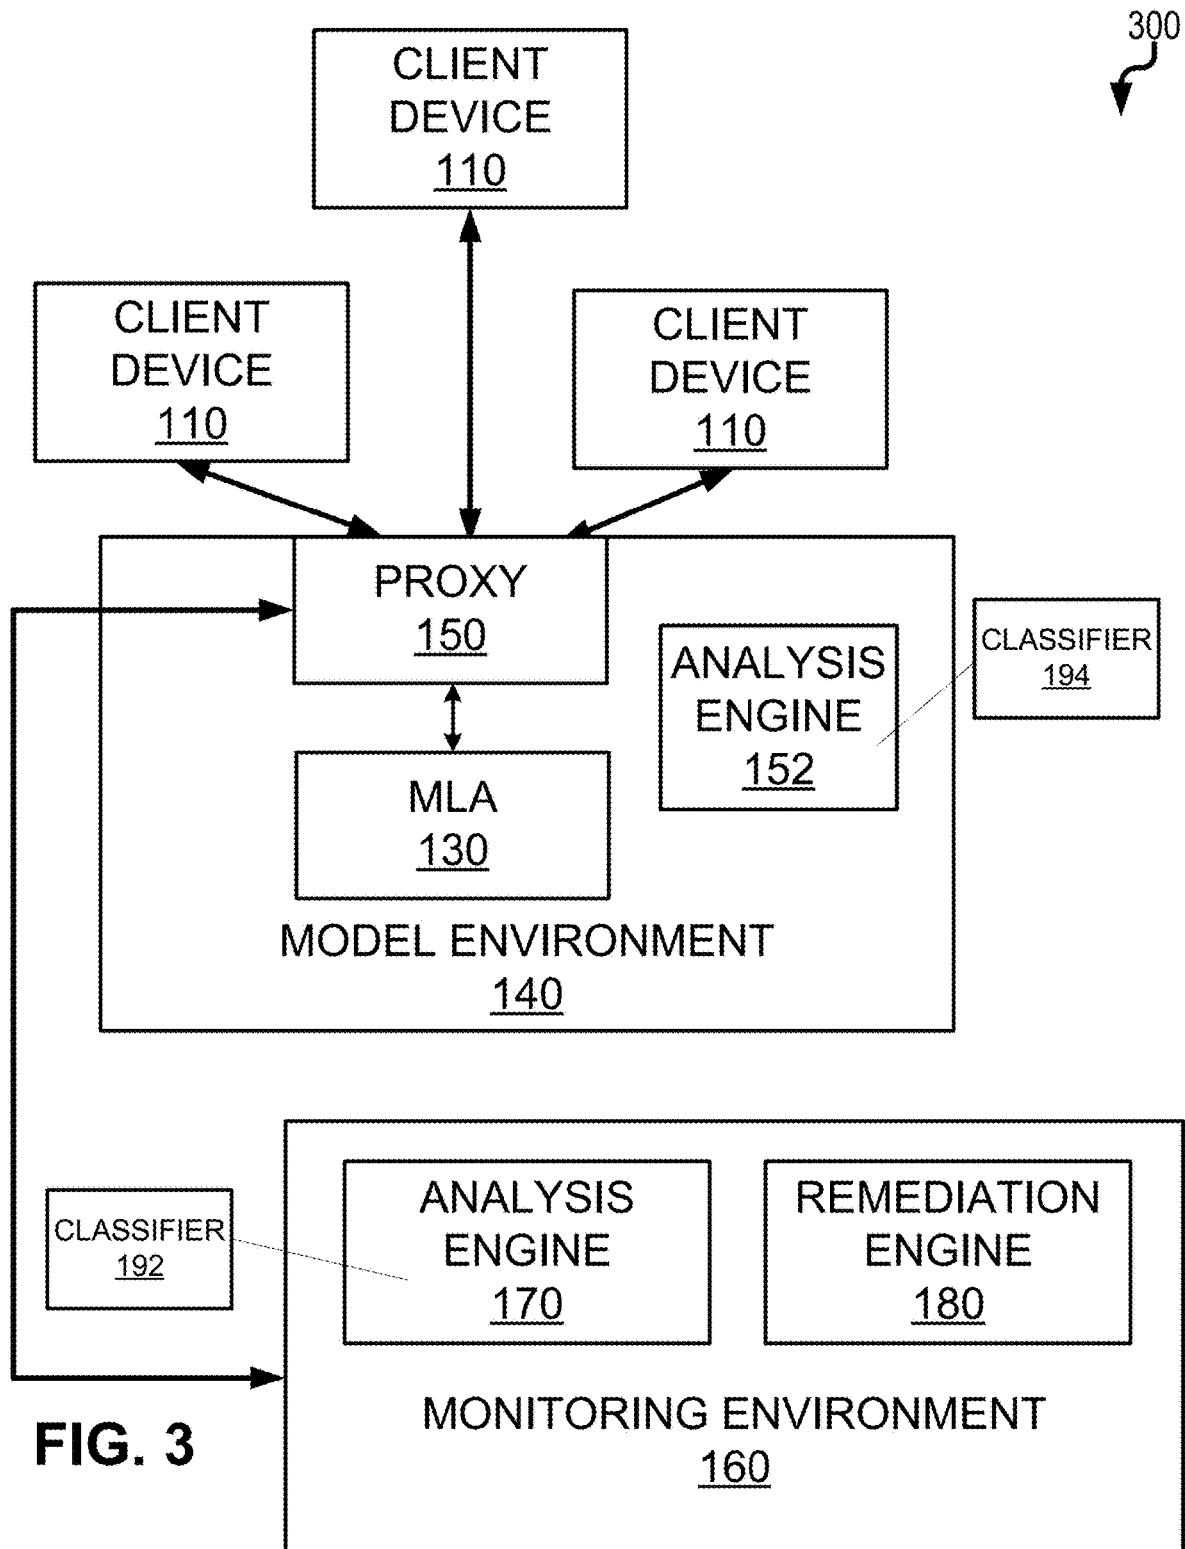 300
CLIENT
DEVICE
110
CLIENT
DEVICE
110
CLIENT
DEVICE
110
PROXY
150
ANALYSIS
ENGINE
152
CLASSIFIER
194
MLA
130
MODEL ENVIRONMENT
140
CLASSIFIER
192
ANALYSIS
ENGINE
170
REMEDIATION
ENGINE
180
MONITORING ENVIRONMENT
160
FIG. 3